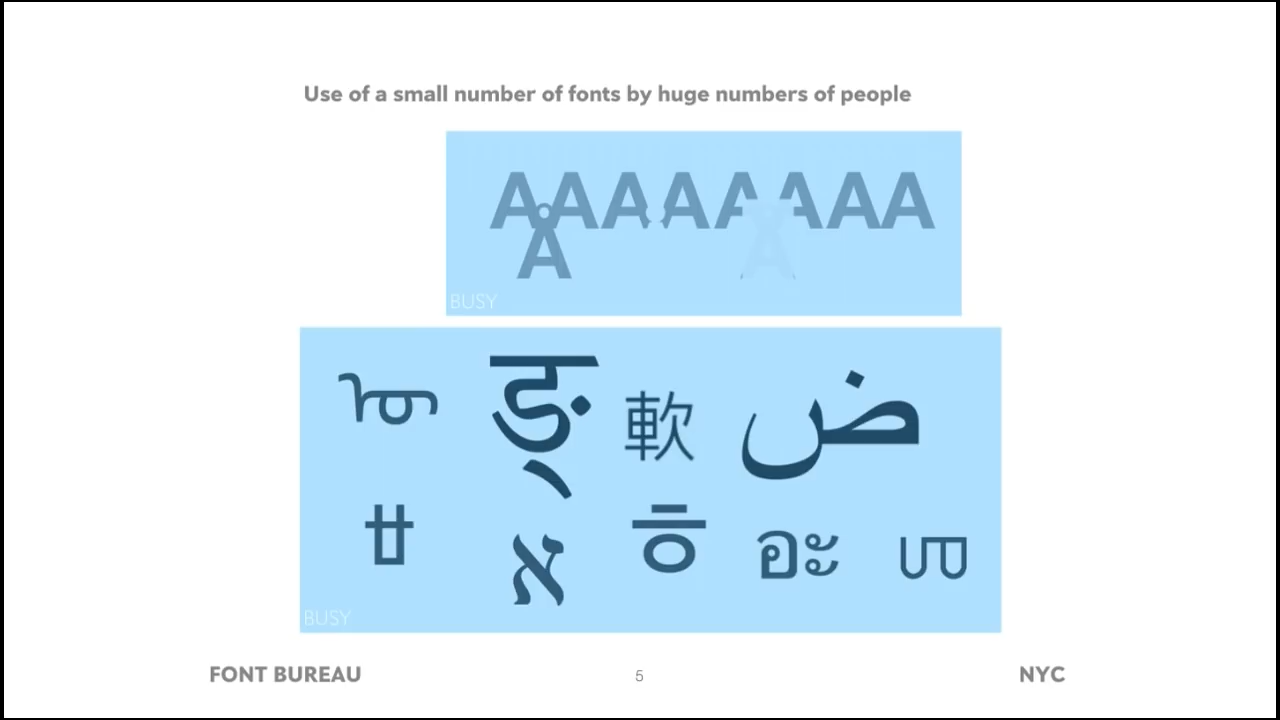 Use of a small number of fonts by huge numbers of people
AAAAAAAA
Å
BUSY
ङ् 軟 ض
א ㅎ อะ
BUSY
FONT BUREAU 5 NYC